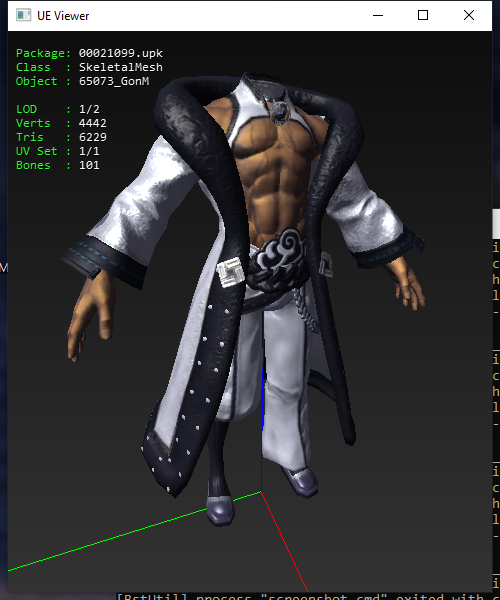 UE Viewer
Package: 00021099.upk
Class : SkeletalMesh
Object : 65073_GonM
LOD : 1/2
Verts : 4442
Tris : 6229
UV Set : 1/1
Bones : 101
M
i
c
h
l
-
i
c
h
l
-
i
c
h
l
-
i
[RstUtil] process "screenshot.cmd" exited with c